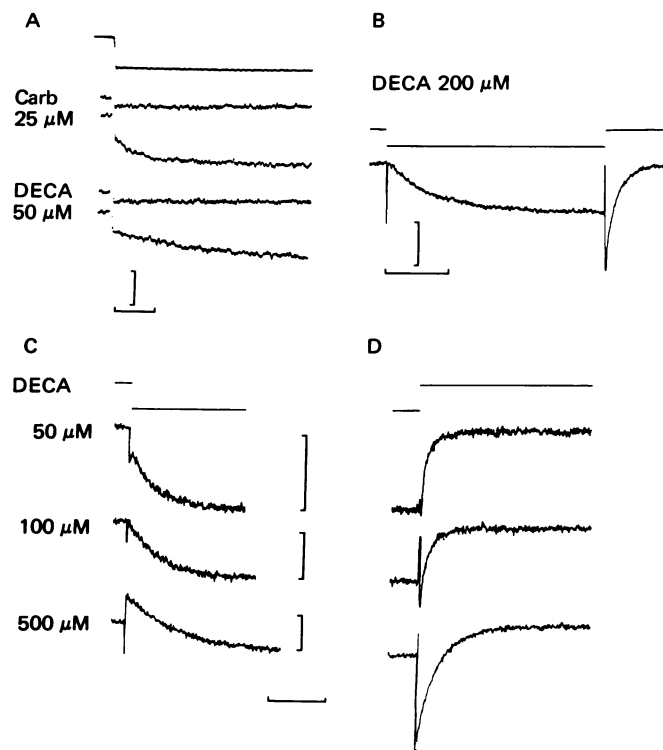 A
Carb
25 μM
DECA
50 μM
B
DECA 200 μM
C
DECA
50 μM
100 μM
500 μM
D